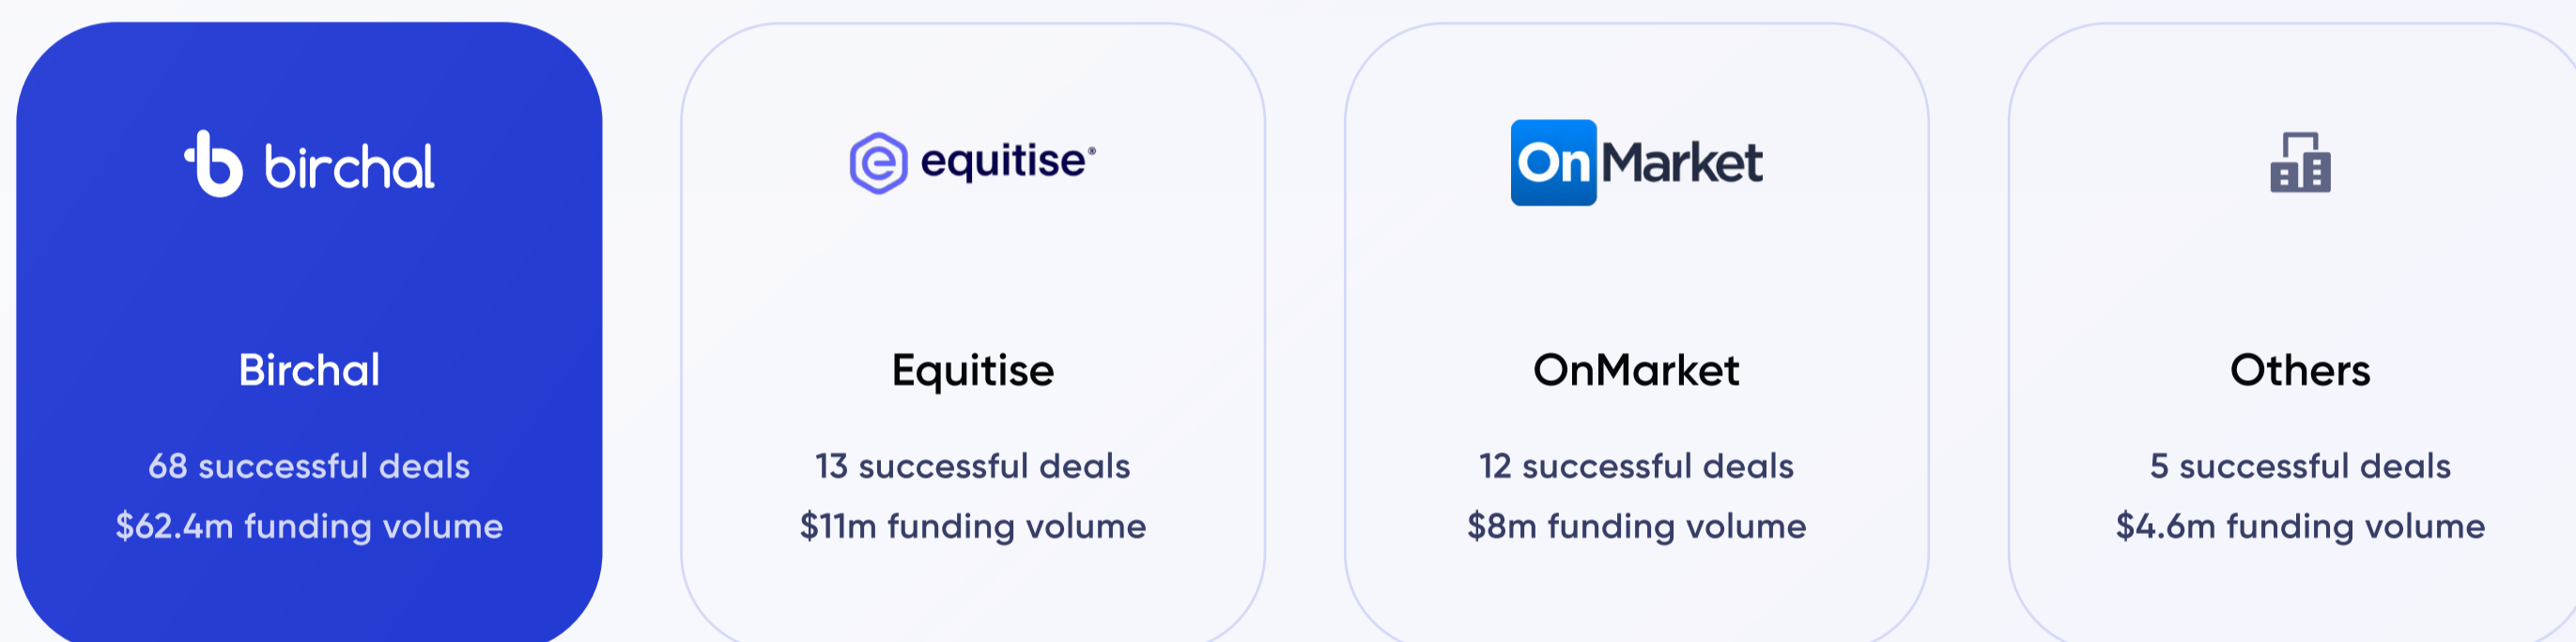 birchal
Birchal
68 successful deals
$62.4m funding volume
equitise®
Equitise
13 successful deals
$11m funding volume
OnMarket
OnMarket
12 successful deals
$8m funding volume
Others
5 successful deals
$4.6m funding volume